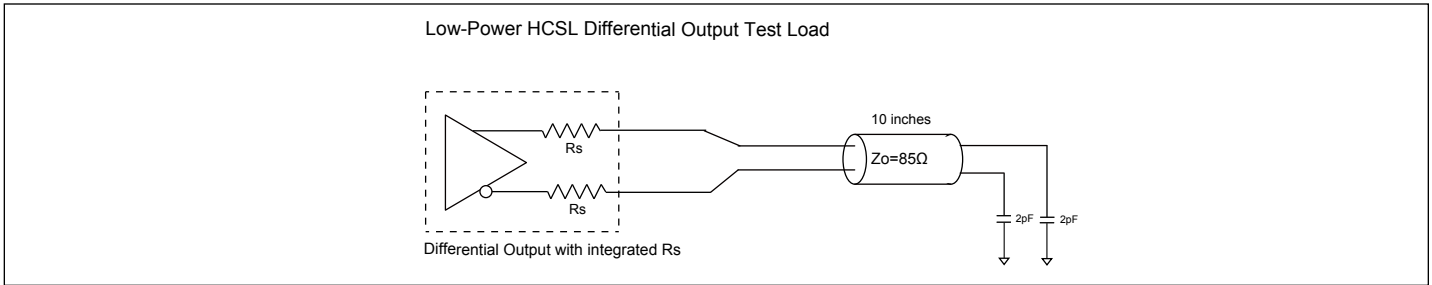 Low-Power HCSL Differential Output Test Load
10 inches
Rs
Zo=85Ω
Rs
2pF 2pF
Differential Output with integrated Rs